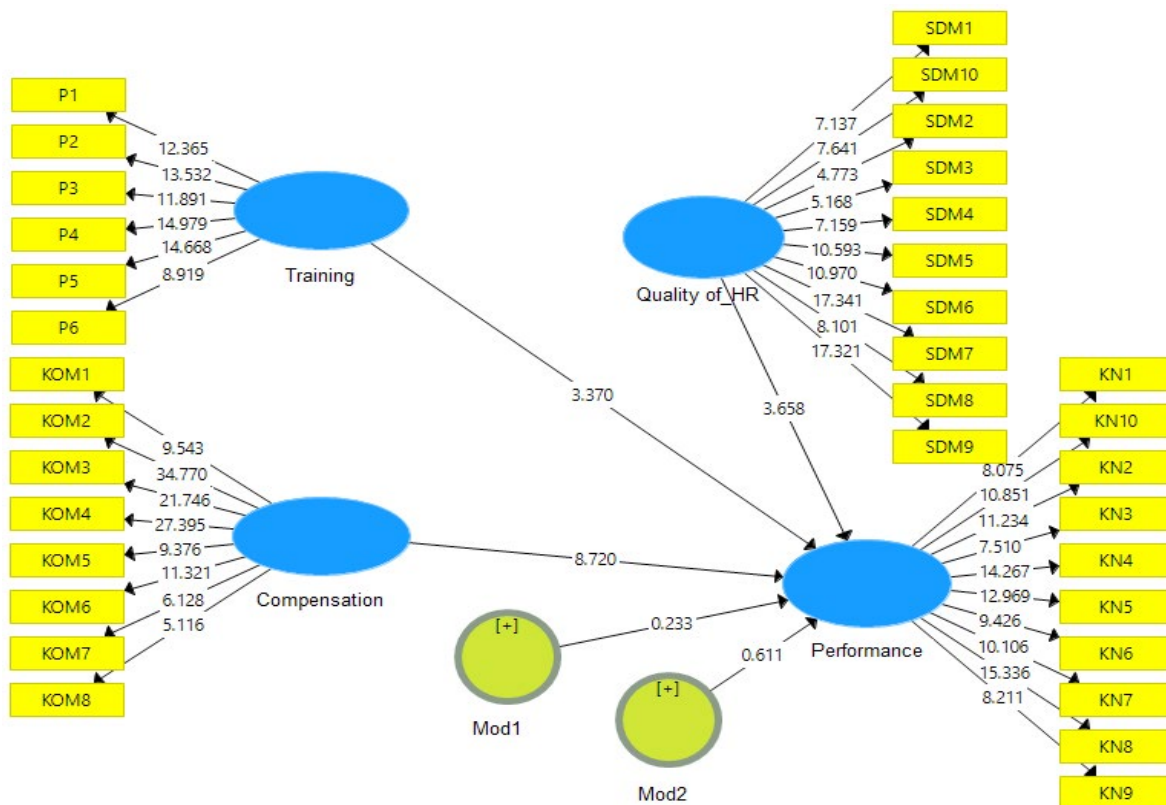 P1
P2
P3
P4
P5
P6
12.365
13.532
11.891
14.979
14.668
8.919
Training
KOM1
KOM2
KOM3
KOM4
KOM5
KOM6
KOM7
KOM8
9.543
34.770
21.746
27.395
9.376
11.321
6.128
5.116
Compensation
SDM1
SDM10
SDM2
SDM3
SDM4
SDM5
SDM6
SDM7
SDM8
SDM9
7.137
7.641
4.773
5.168
7.159
10.593
10.970
17.341
8.101
17.321
Quality of_HR
3.370
3.658
8.720
0.233
0.611
[+]
Mod1
[+]
Mod2
Performance
KN1
KN10
KN2
KN3
KN4
KN5
KN6
KN7
KN8
KN9
8.075
10.851
11.234
7.510
14.267
12.969
9.426
10.106
15.336
8.211